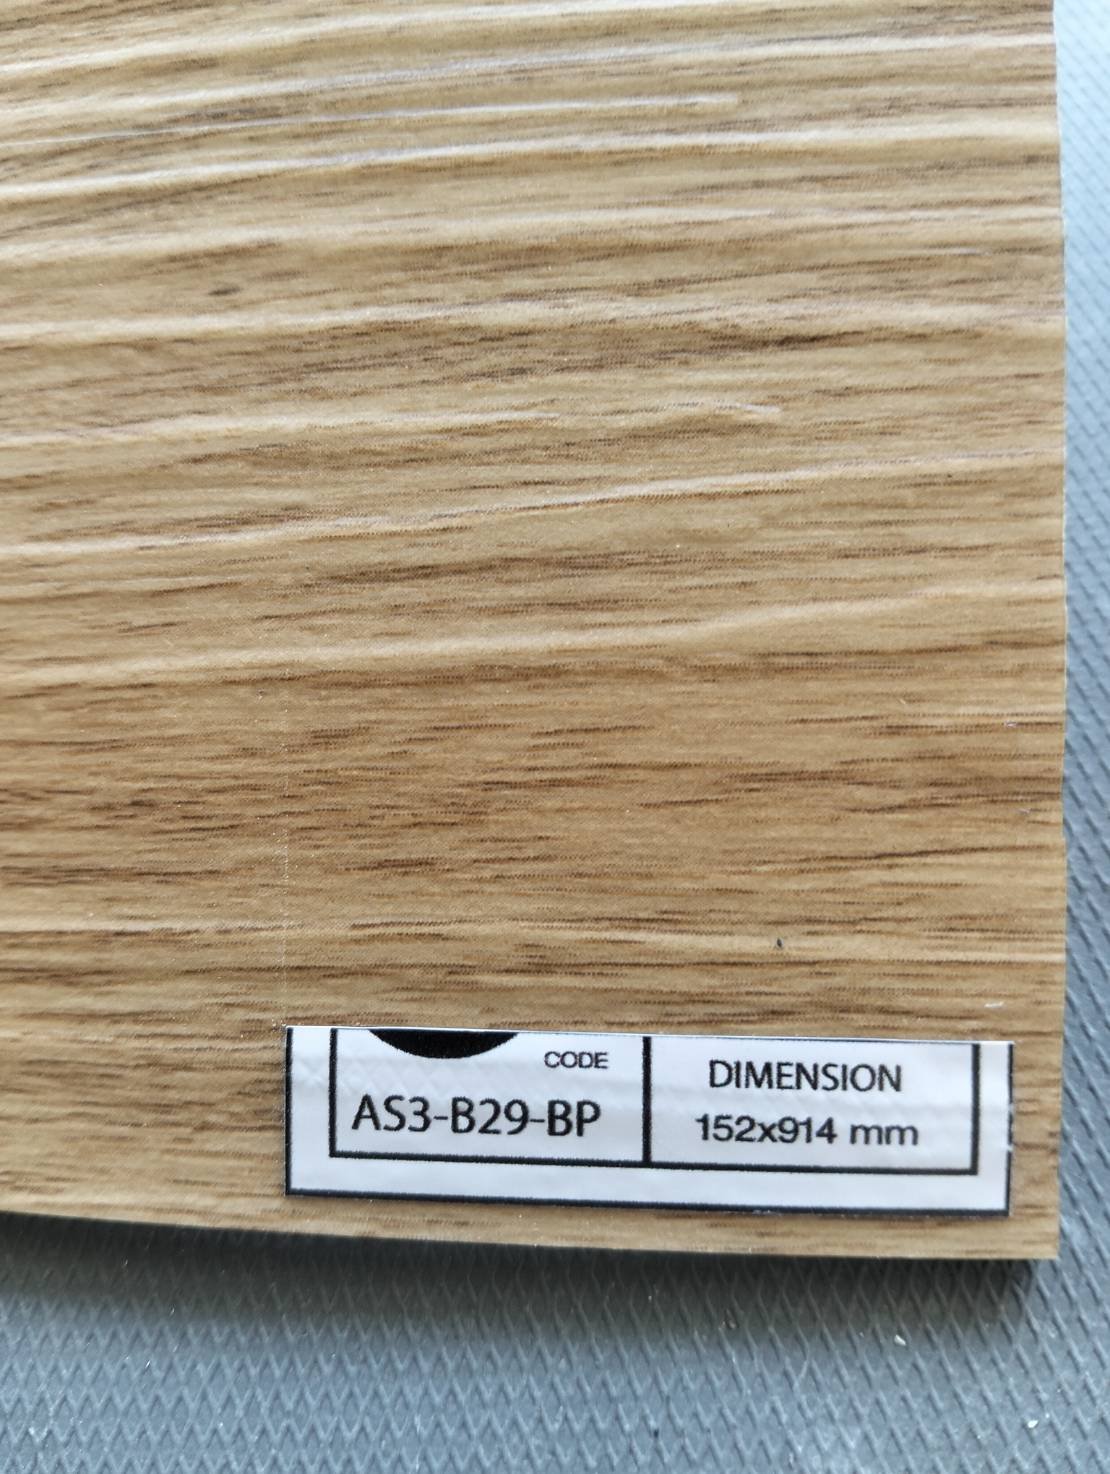 CODE
AS3-B29-BP
DIMENSION
152x914 mm